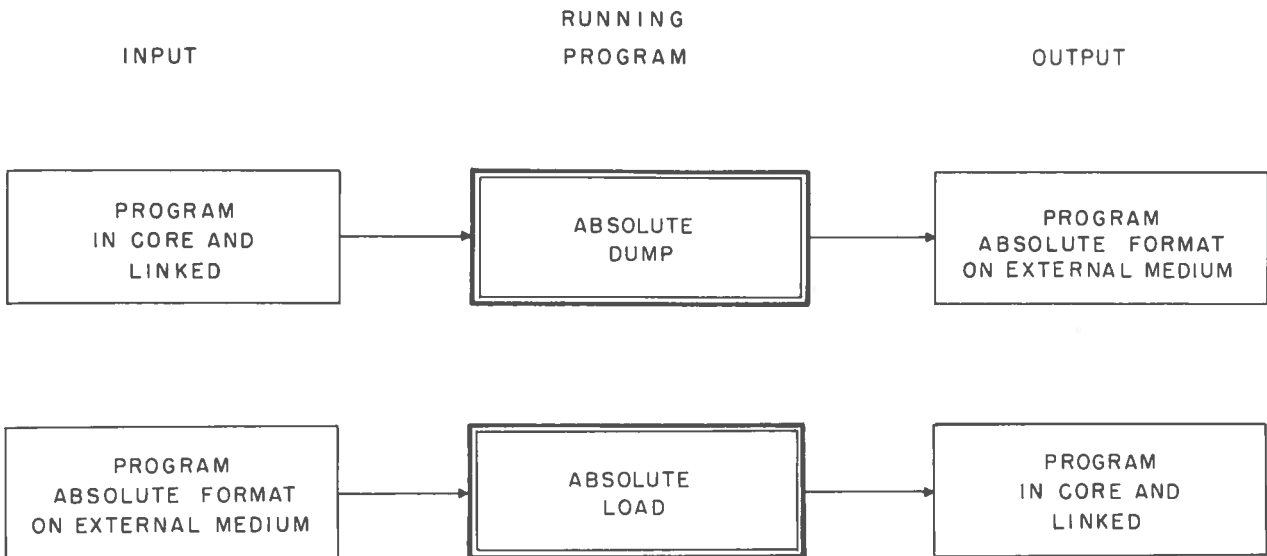 RUNNING
INPUT PROGRAM OUTPUT
PROGRAM
IN CORE AND
LINKED
ABSOLUTE
DUMP
PROGRAM
ABSOLUTE FORMAT
ON EXTERNAL MEDIUM
PROGRAM
ABSOLUTE FORMAT
ON EXTERNAL MEDIUM
ABSOLUTE
LOAD
PROGRAM
IN CORE AND
LINKED